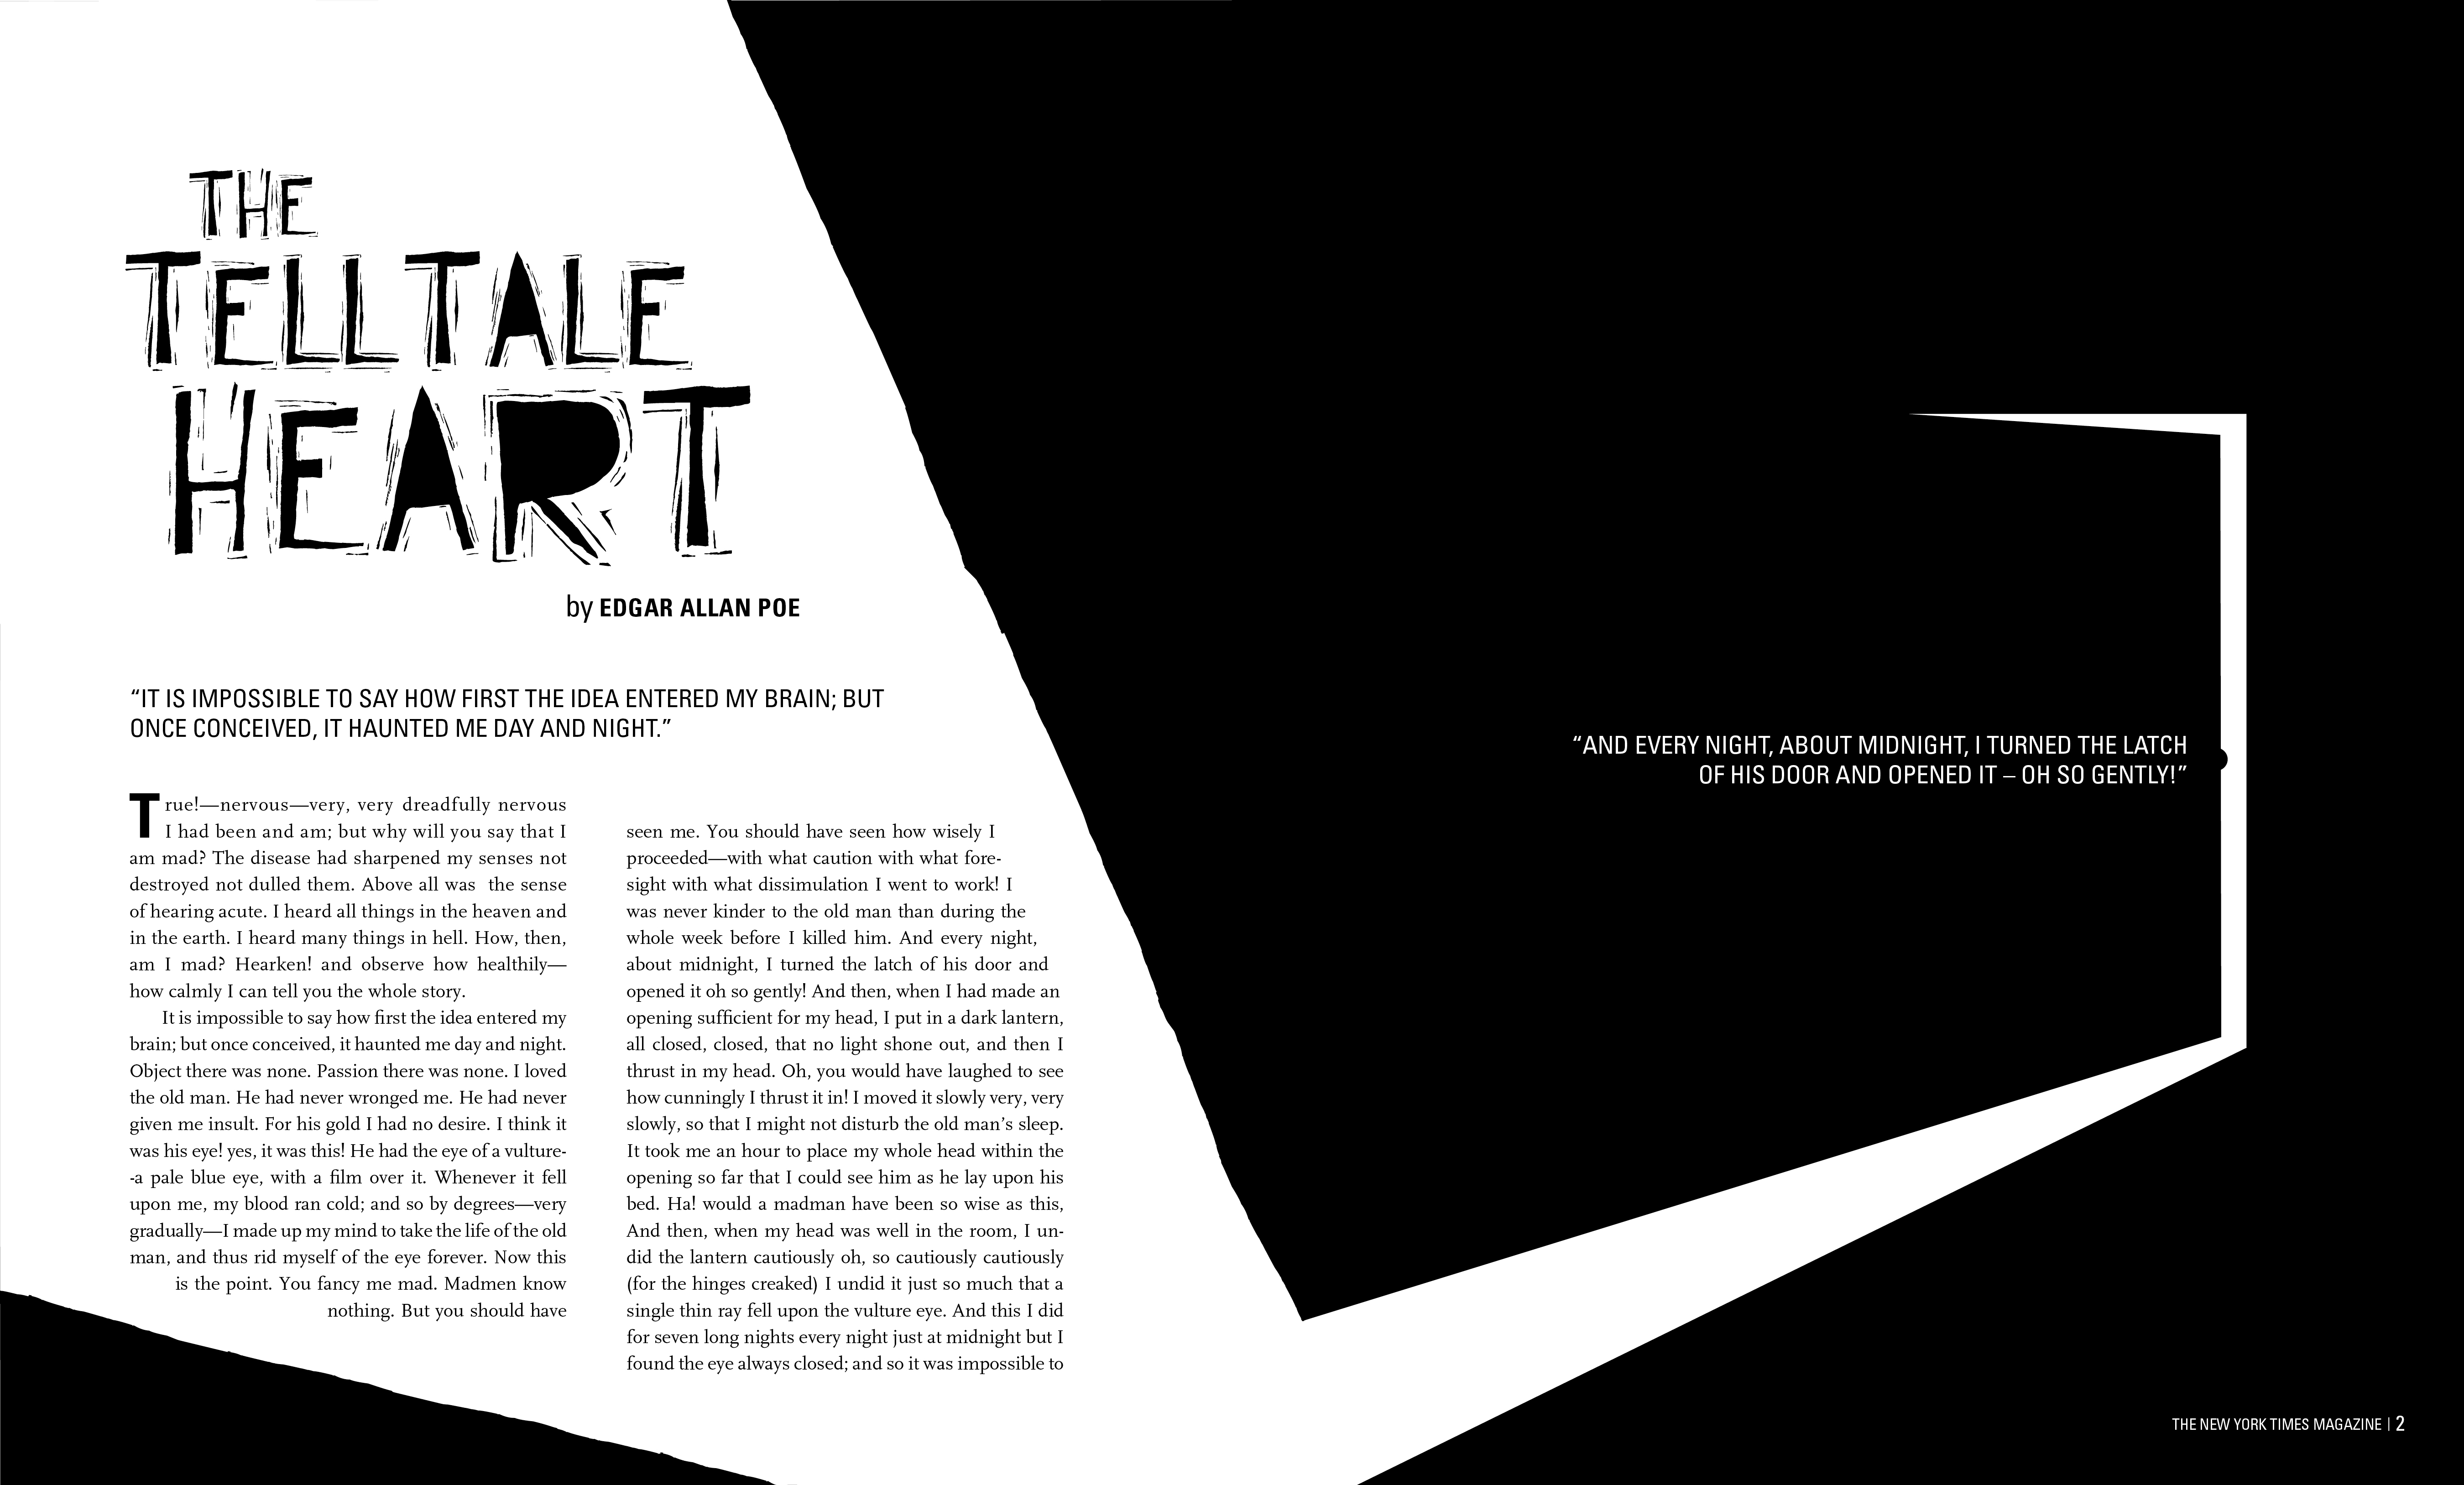 THE
TELL TALE
HEART
by EDGAR ALLAN POE
“IT IS IMPOSSIBLE TO SAY HOW FIRST THE IDEA ENTERED MY BRAIN; BUT
ONCE CONCEIVED, IT HAUNTED ME DAY AND NIGHT.”
True!—nervous—very, very dreadfully nervous
I had been and am; but why will you say that I
am mad? The disease had sharpened my senses not
destroyed not dulled them. Above all was  the sense
of hearing acute. I heard all things in the heaven and
in the earth. I heard many things in hell. How, then,
am I mad? Hearken! and observe how healthily—
how calmly I can tell you the whole story.
It is impossible to say how first the idea entered my
brain; but once conceived, it haunted me day and night.
Object there was none. Passion there was none. I loved
the old man. He had never wronged me. He had never
given me insult. For his gold I had no desire. I think it
was his eye! yes, it was this! He had the eye of a vulture-
-a pale blue eye, with a film over it. Whenever it fell
upon me, my blood ran cold; and so by degrees—very
gradually—I made up my mind to take the life of the old
man, and thus rid myself of the eye forever. Now this
is the point. You fancy me mad. Madmen know
nothing. But you should have
seen me. You should have seen how wisely I
proceeded—with what caution with what fore-
sight with what dissimulation I went to work! I
was never kinder to the old man than during the
whole week before I killed him. And every night,
about midnight, I turned the latch of his door and
opened it oh so gently! And then, when I had made an
opening sufficient for my head, I put in a dark lantern,
all closed, closed, that no light shone out, and then I
thrust in my head. Oh, you would have laughed to see
how cunningly I thrust it in! I moved it slowly very, very
slowly, so that I might not disturb the old man’s sleep.
It took me an hour to place my whole head within the
opening so far that I could see him as he lay upon his
bed. Ha! would a madman have been so wise as this,
And then, when my head was well in the room, I un-
did the lantern cautiously oh, so cautiously cautiously
(for the hinges creaked) I undid it just so much that a
single thin ray fell upon the vulture eye. And this I did
for seven long nights every night just at midnight but I
found the eye always closed; and so it was impossible to
“AND EVERY NIGHT, ABOUT MIDNIGHT, I TURNED THE LATCH
OF HIS DOOR AND OPENED IT – OH SO GENTLY!”
THE NEW YORK TIMES MAGAZINE | 2